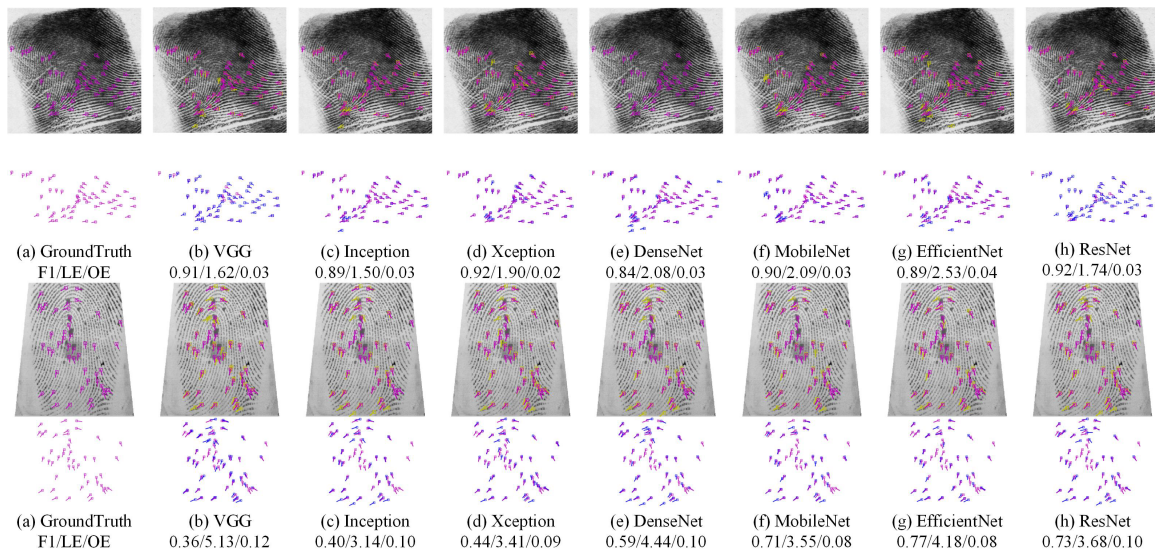 (a) GroundTruth (b) VGG (c) Inception (d) Xception (e) DenseNet (f) MobileNet (g) EfficientNet (h) ResNet
F1/LE/OE 0.91/1.62/0.03 0.89/1.50/0.03 0.92/1.90/0.02 0.84/2.08/0.03 0.90/2.09/0.03 0.89/2.53/0.04 0.92/1.74/0.03
(a) GroundTruth (b) VGG (c) Inception (d) Xception (e) DenseNet (f) MobileNet (g) EfficientNet (h) ResNet
F1/LE/OE 0.36/5.13/0.12 0.40/3.14/0.10 0.44/3.41/0.09 0.59/4.44/0.10 0.71/3.55/0.08 0.77/4.18/0.08 0.73/3.68/0.10